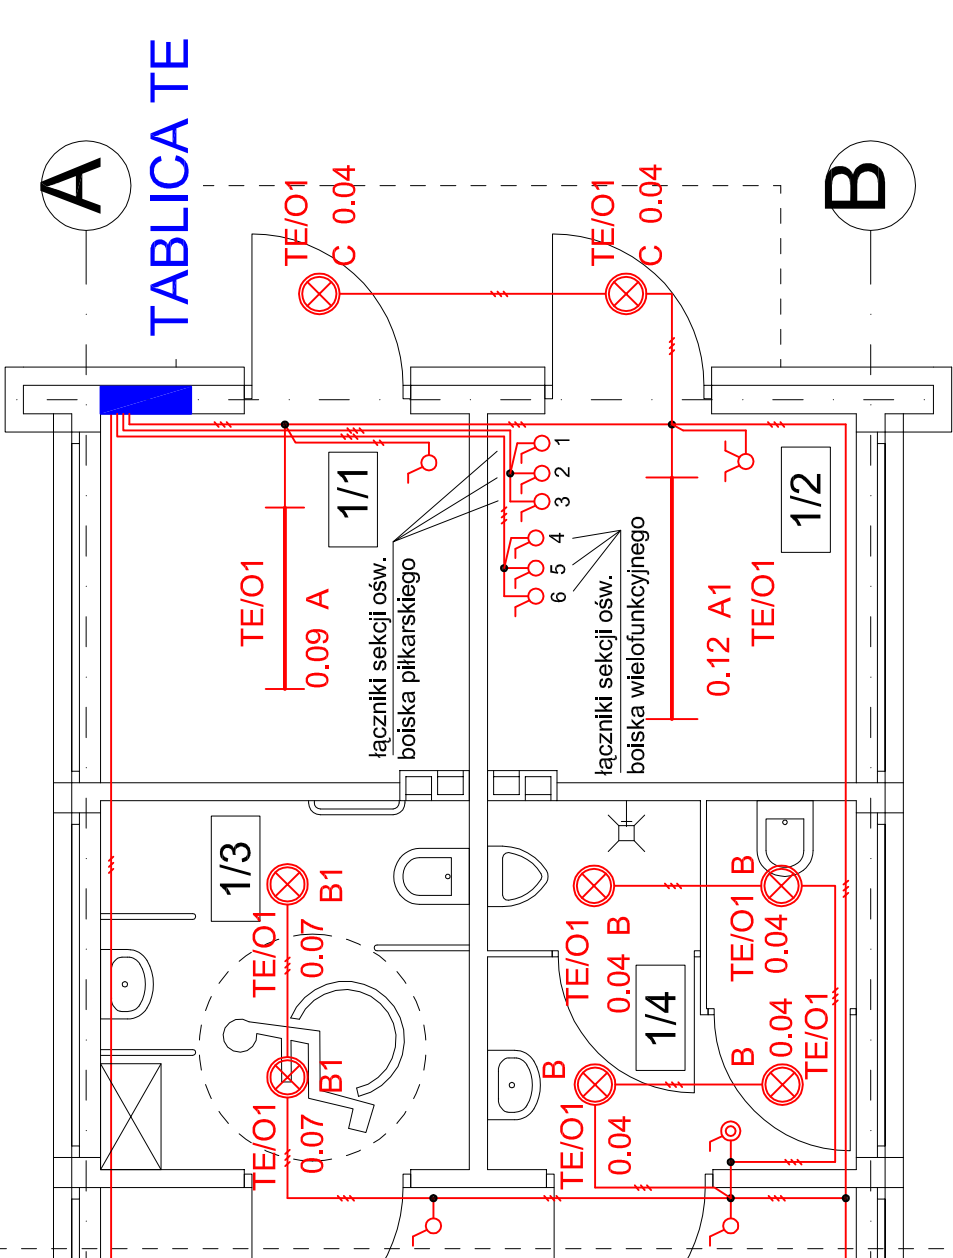 A
TABLICA TE
B
TE/O1
C 0.04
TE/O1
C 0.04
1/1
TE/O1
0.09 A
łączniki sekcji ośw.
boiska piłkarskiego
1
2
3
4
5
6
łączniki sekcji ośw.
boiska wielofunkcyjnego
1/2
0.12 A1
TE/O1
1/3
B1
TE/O1
0.07
B1
TE/O1
0.07
TE/O1
0.04 B
B
TE/O1
0.04
1/4
B
TE/O1
0.04
B
0.04
TE/O1